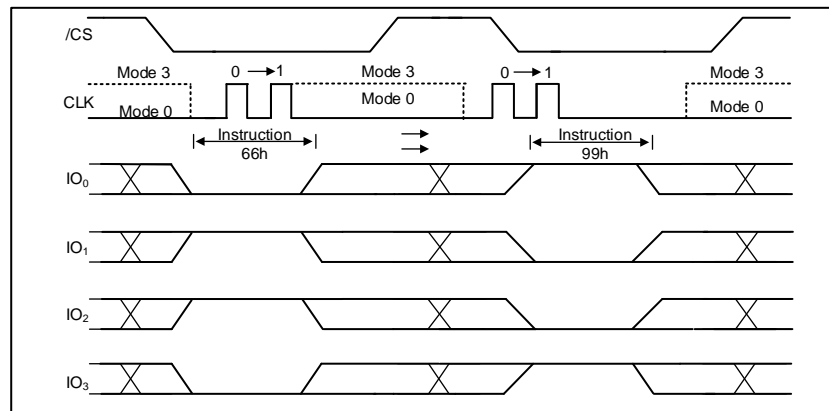 /CS
Mode 3 0 1 Mode 3 0 1 Mode 3
CLK Mode 0 Mode 0 Mode 0
Instruction Instruction
66h 99h
IO0
IO1
IO2
IO3